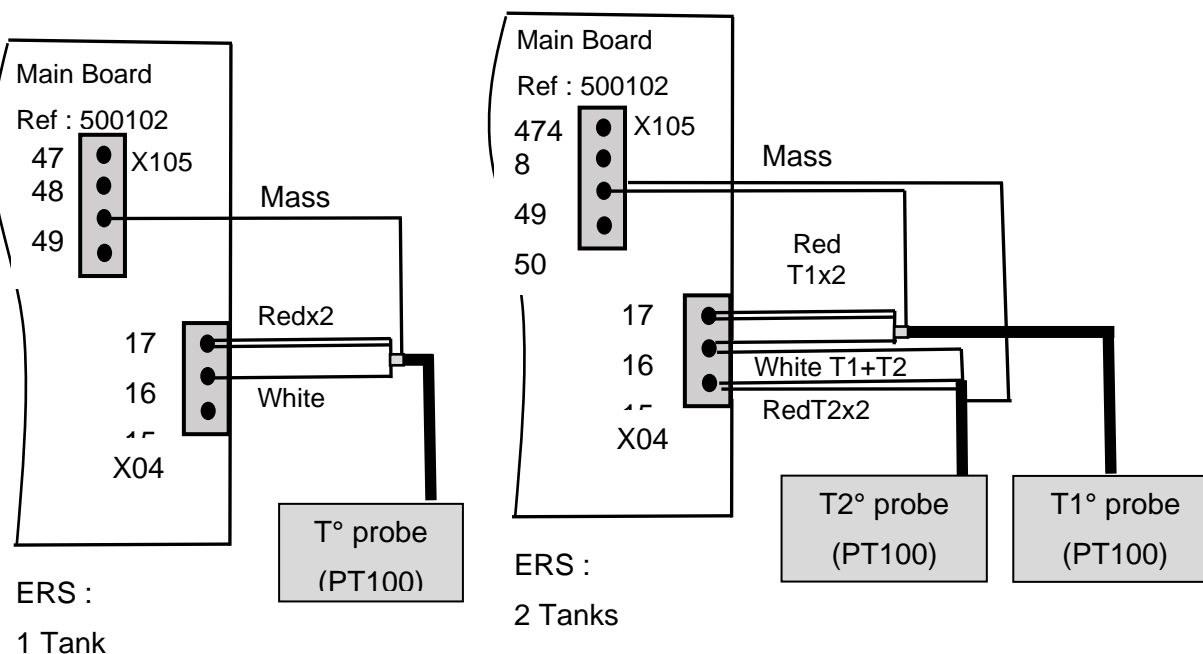 Main Board
Ref : 500102
47
X105
48
49
Mass
Redx2
17
16
White
X04
T° probe
(PT100)
ERS :
1 Tank
Main Board
Ref : 500102
474
X105
8
49
50
Mass
Red
T1x2
17
16
White T1+T2
RedT2x2
X04
T2° probe
(PT100)
T1° probe
(PT100)
ERS :
2 Tanks